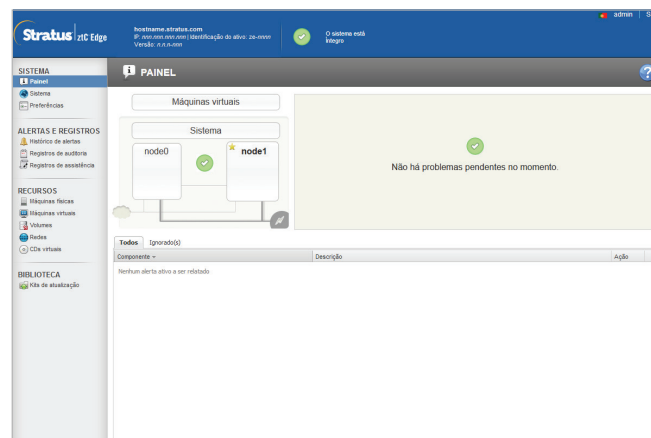 Stratus ztC Edge
hostname.stratus.com
IP: nnn.nnn.nnn.nnn | Identificação do ativo: ze-nnnn
Versão: n.n.n-nnn
O sistema está
íntegro
admin
SISTEMA
Painel
Sistema
Preferências
ALERTAS E REGISTROS
Histórico de alertas
Registros de auditoria
Registros de assistência
RECURSOS
Máquinas físicas
Máquinas virtuais
Volumes
Redes
CDs virtuais
BIBLIOTECA
Kits de atualização
PAINEL
?
Máquinas virtuais
Sistema
node0
node1
Não há problemas pendentes no momento.
Todos Ignorado(s)
Componente Descrição Ação
Nenhum alerta ativo a ser relatado